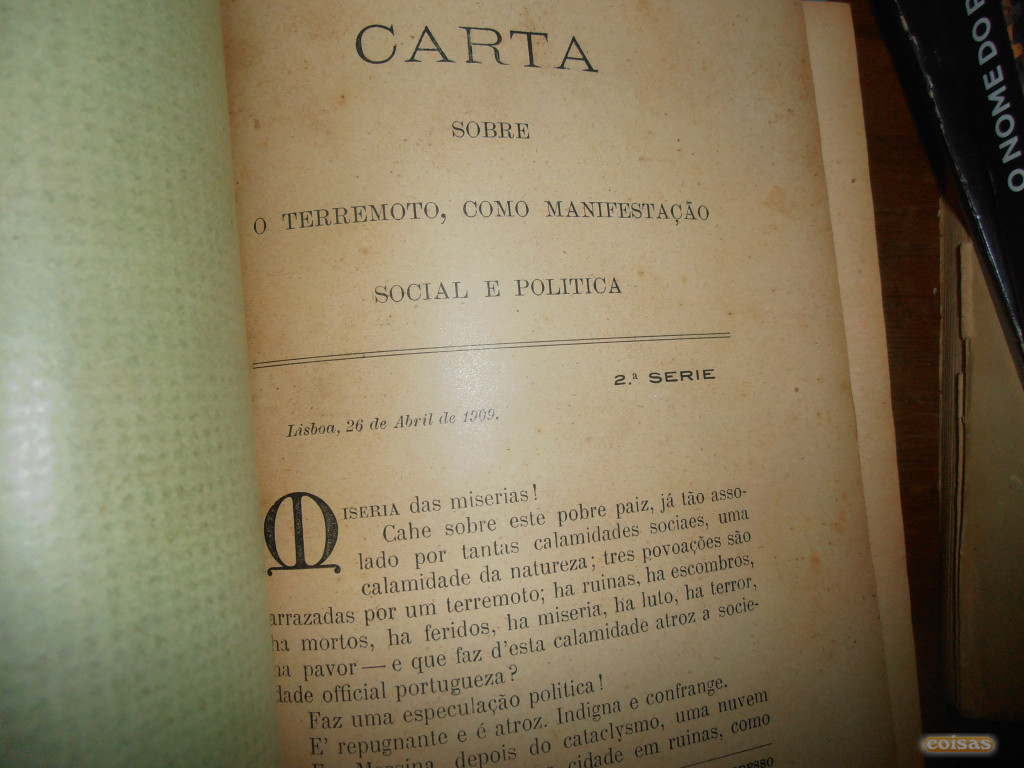 CARTA
SOBRE
O TERREMOTO, COMO MANIFESTAÇÃO
SOCIAL E POLITICA
2.ª SERIE
Lisboa, 26 de Abril de 1909.
MISERIA das miserias!
Cahe sobre este pobre paiz, já tão asso-
lado por tantas calamidades sociaes, uma
calamidade da natureza; tres povoações são
arrazadas por um terremoto; ha ruinas, ha escombros,
ha mortos, ha feridos, ha miseria, ha luto, ha terror,
ha pavor — e que faz d'esta calamidade atroz a socie-
dade official portugueza?
Faz uma especulação politica!
E' repugnante e é atroz. Indigna e confrange.
Em Messina, depois do cataclysmo, uma nuvem
cidade em ruinas, como
O NOME DO
coisas